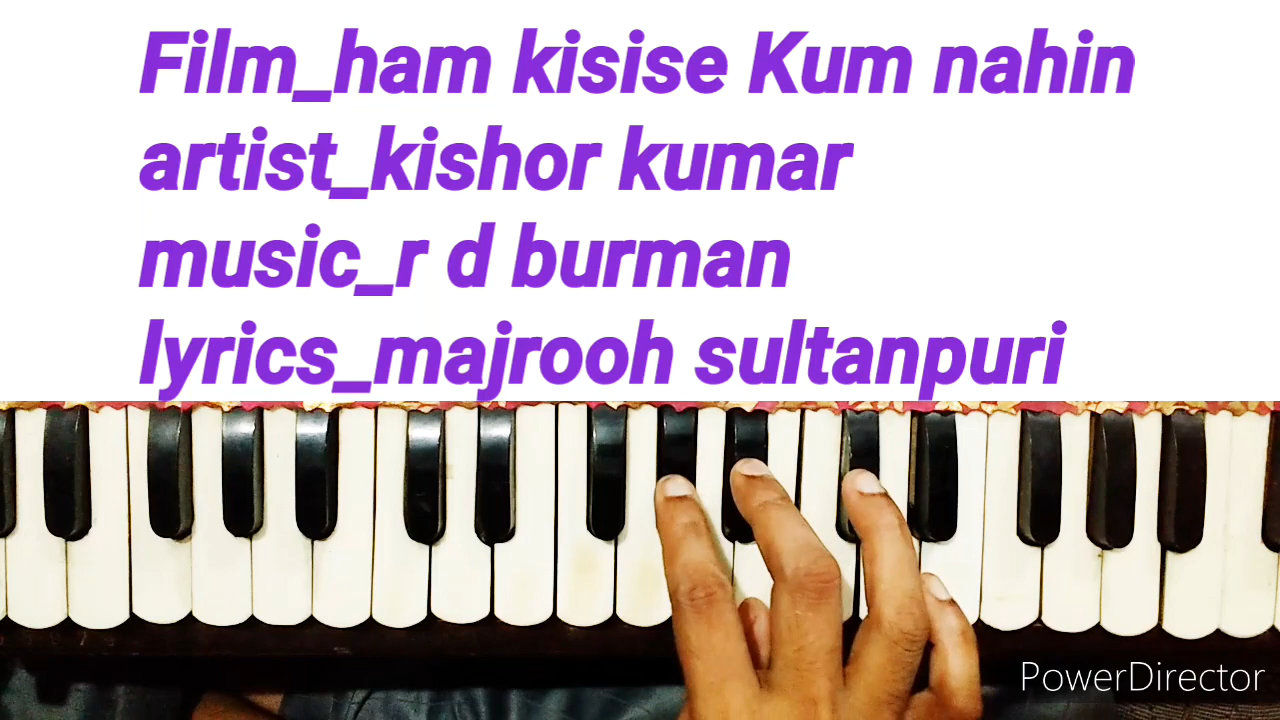 Film_ham kisise Kum nahin
artist_kishor kumar
music_r d burman
lyrics_majrooh sultanpuri
PowerDirector